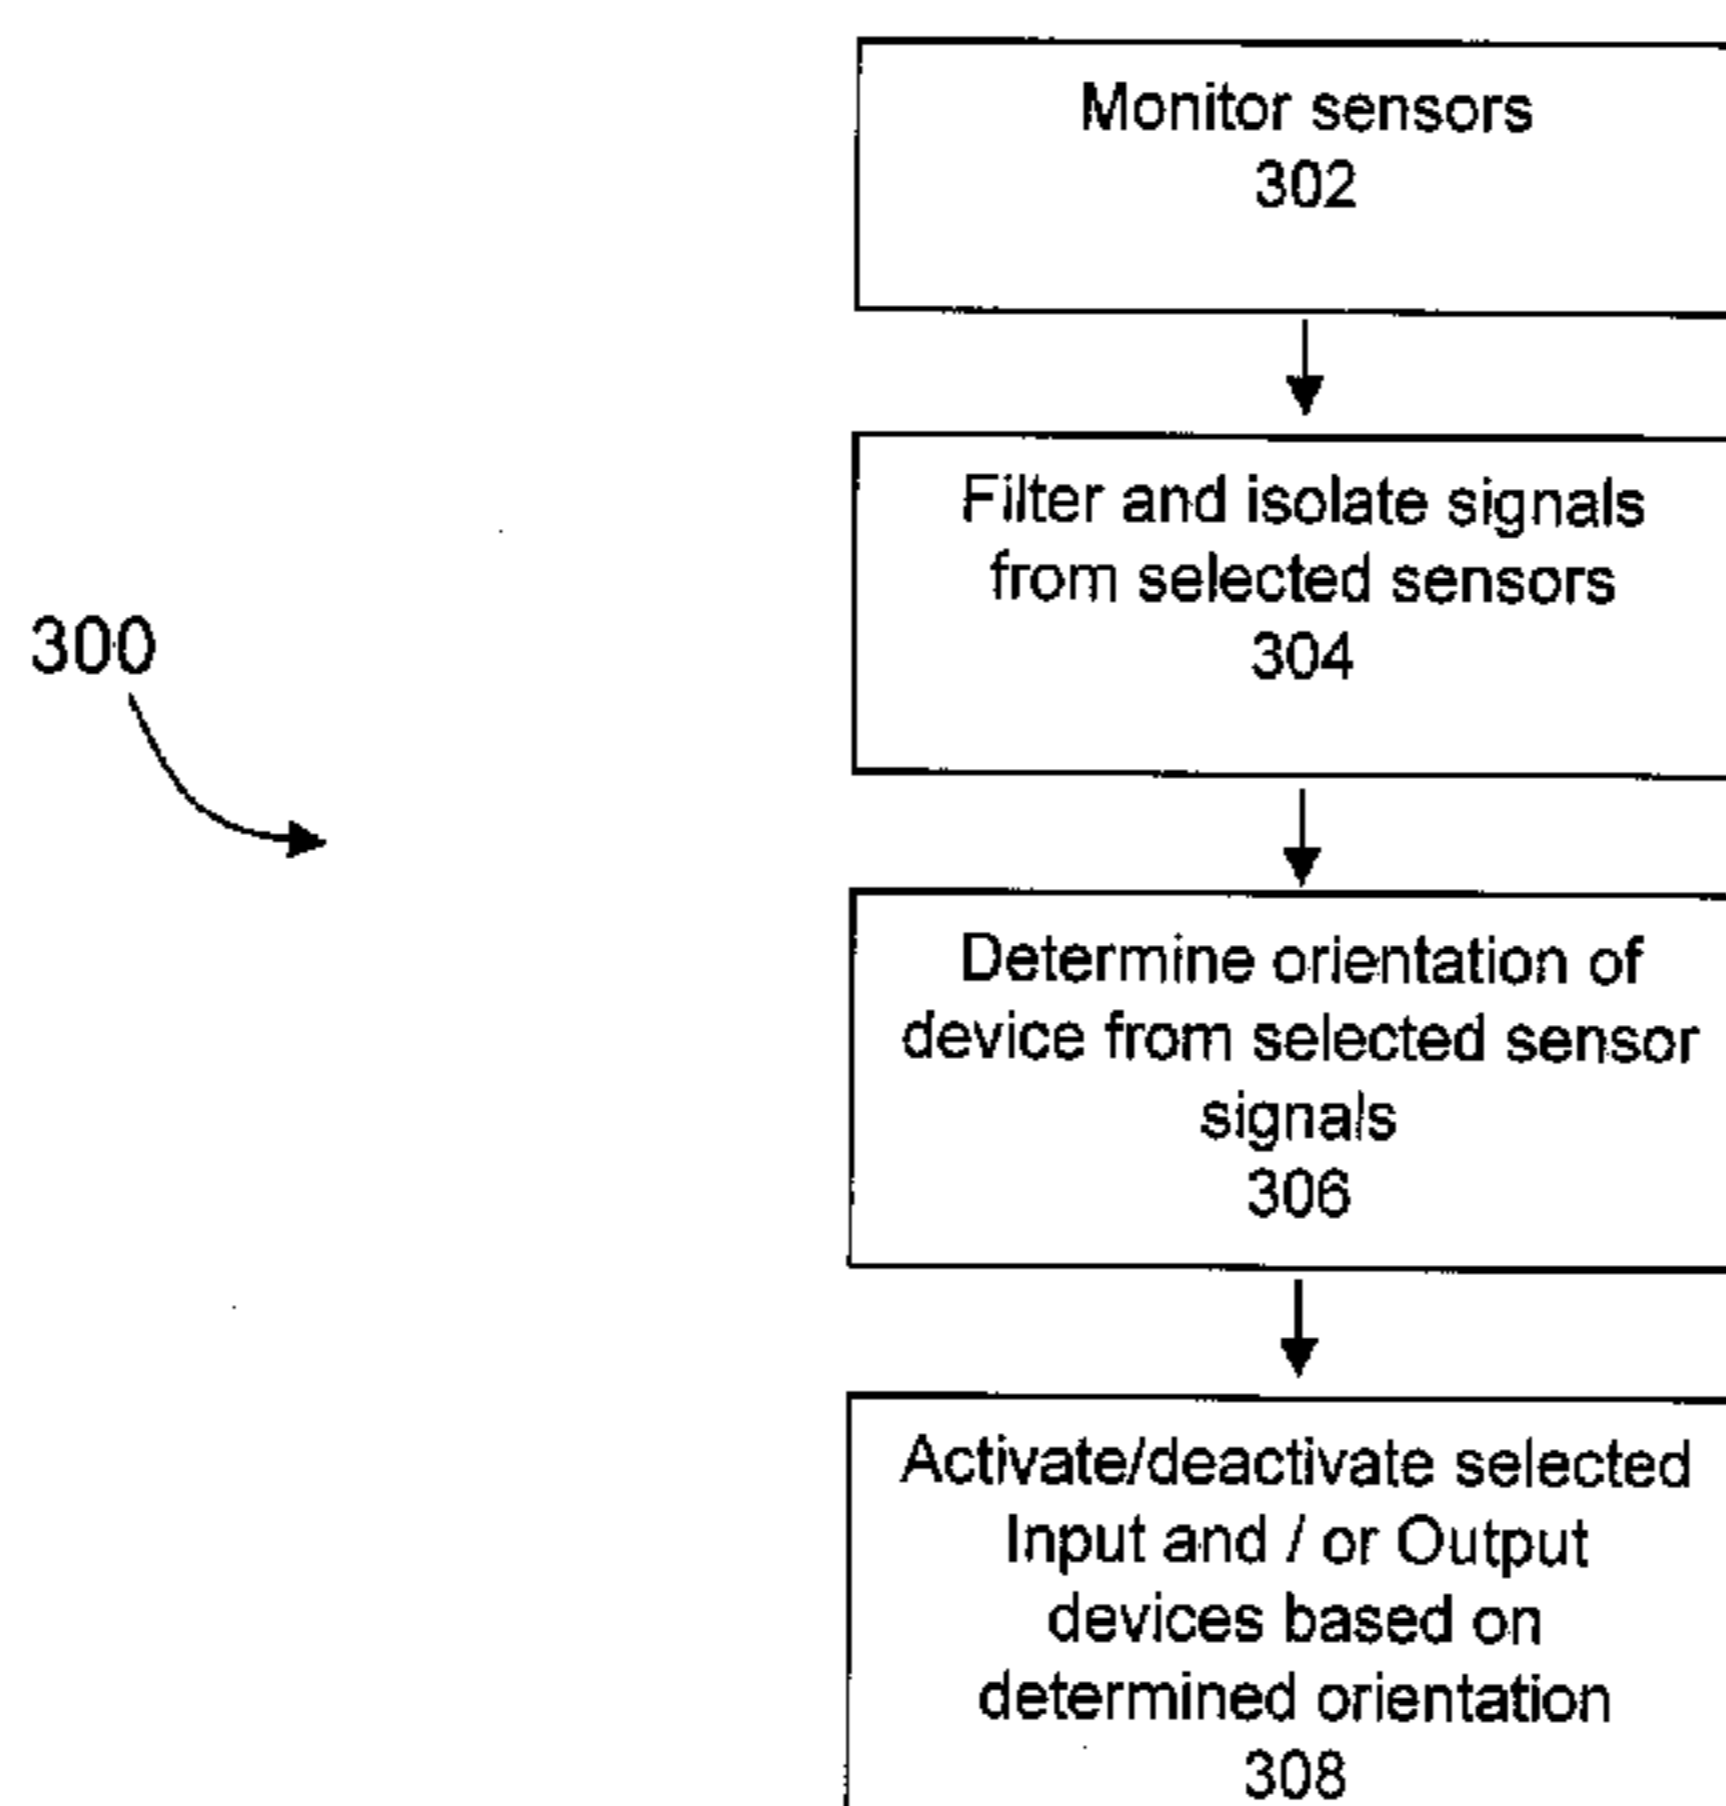 Monitor sensors
302
Filter and isolate signals
from selected sensors
304
300
Determine orientation of
device from selected sensor
signals
306
Activate/deactivate selected
Input and / or Output
devices based on
determined orientation
308